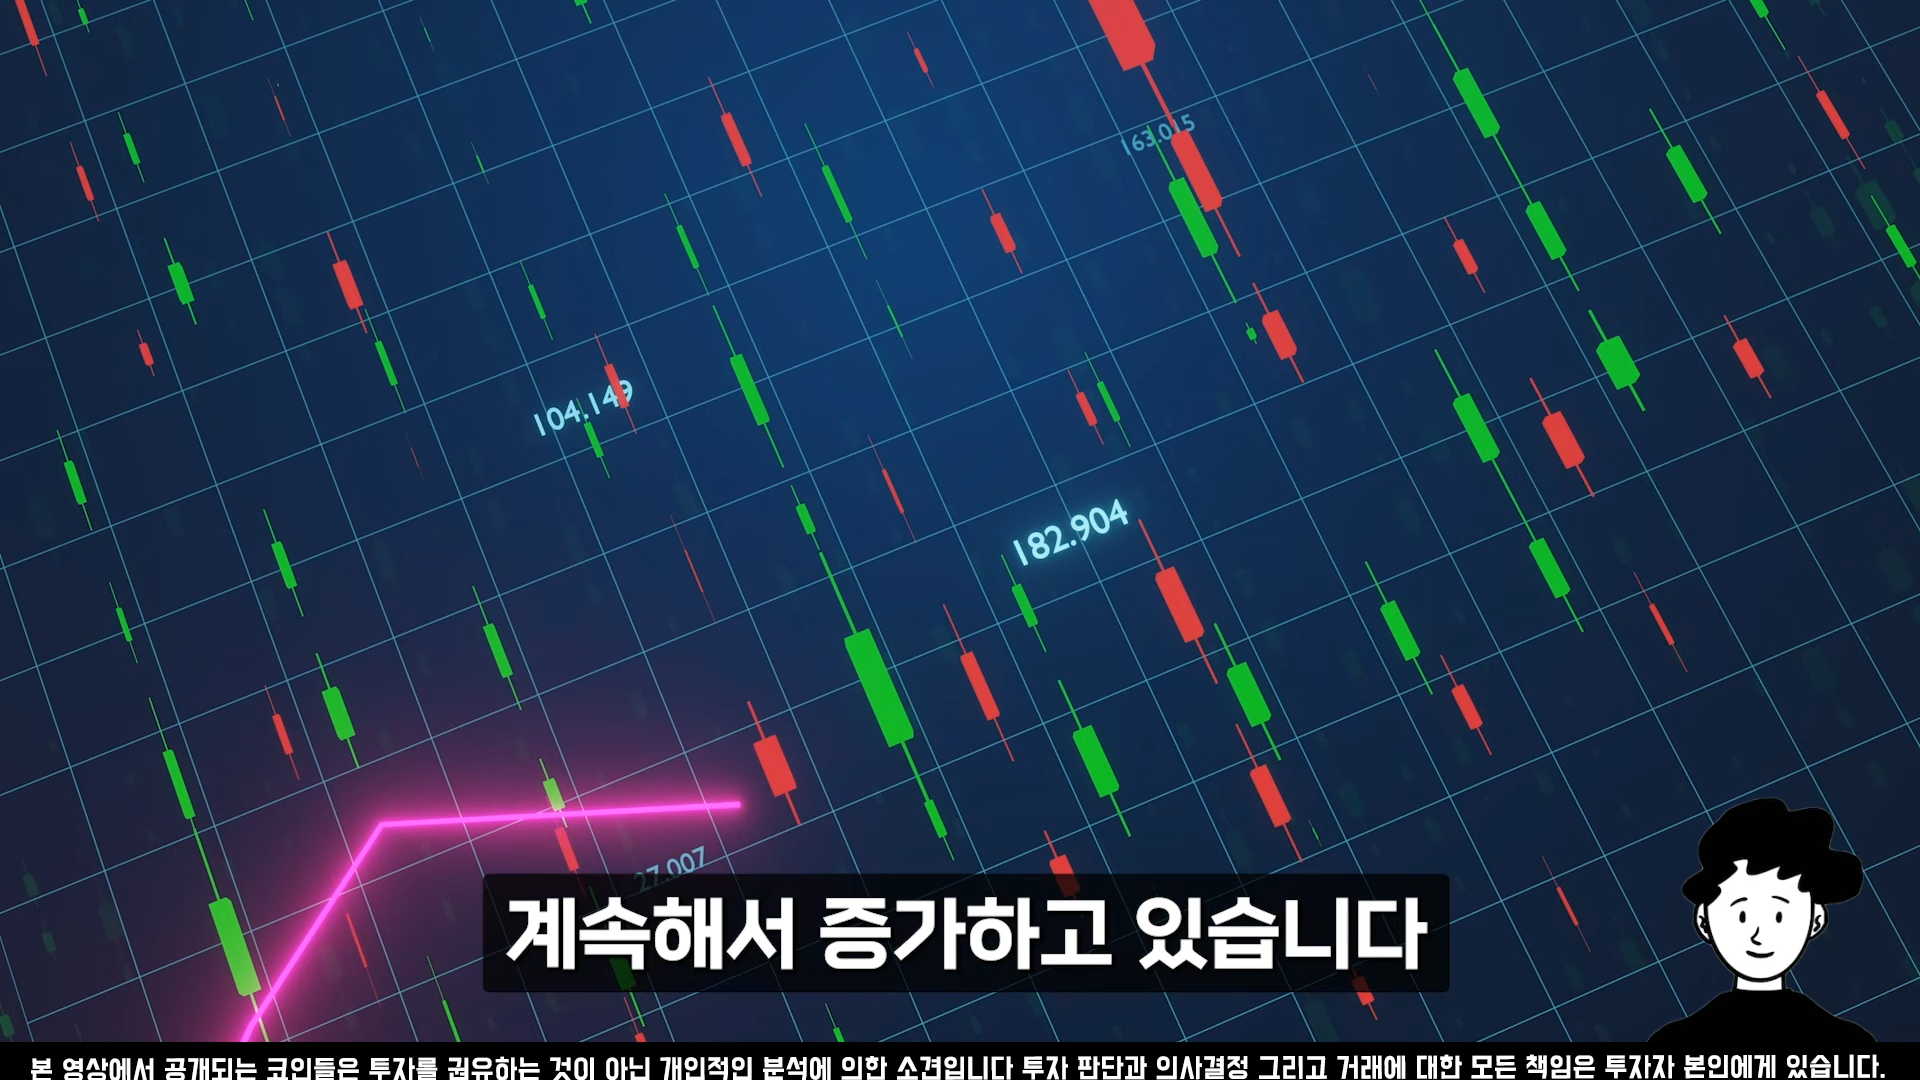 163.015
104.149
182.904
27.007
계속해서 증가하고 있습니다
본 영상에서 공개되는 코인들은 투자를 권유하는 것이 아닌 개인적인 분석에 의한 소견입니다 투자 판단과 의사결정 그리고 거래에 대한 모든 책임은 투자자 본인에게 있습니다.